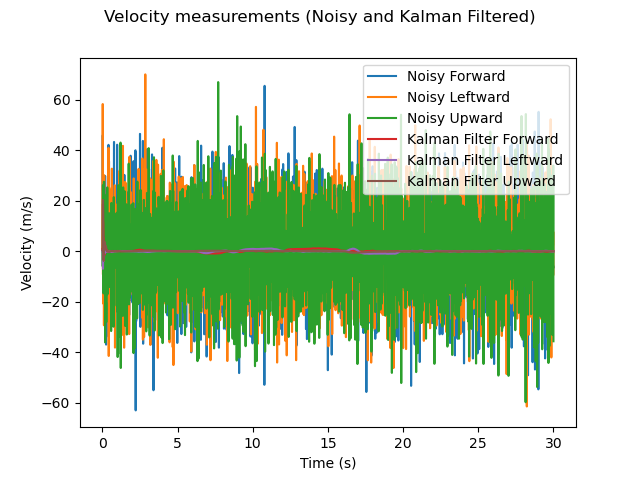 Velocity measurements (Noisy and Kalman Filtered)
Noisy Forward
Noisy Leftward
Noisy Upward
Kalman Filter Forward
Kalman Filter Leftward
Kalman Filter Upward
60
40
20
0
−20
−40
−60
Velocity (m/s)
0 5 10 15 20 25 30
Time (s)